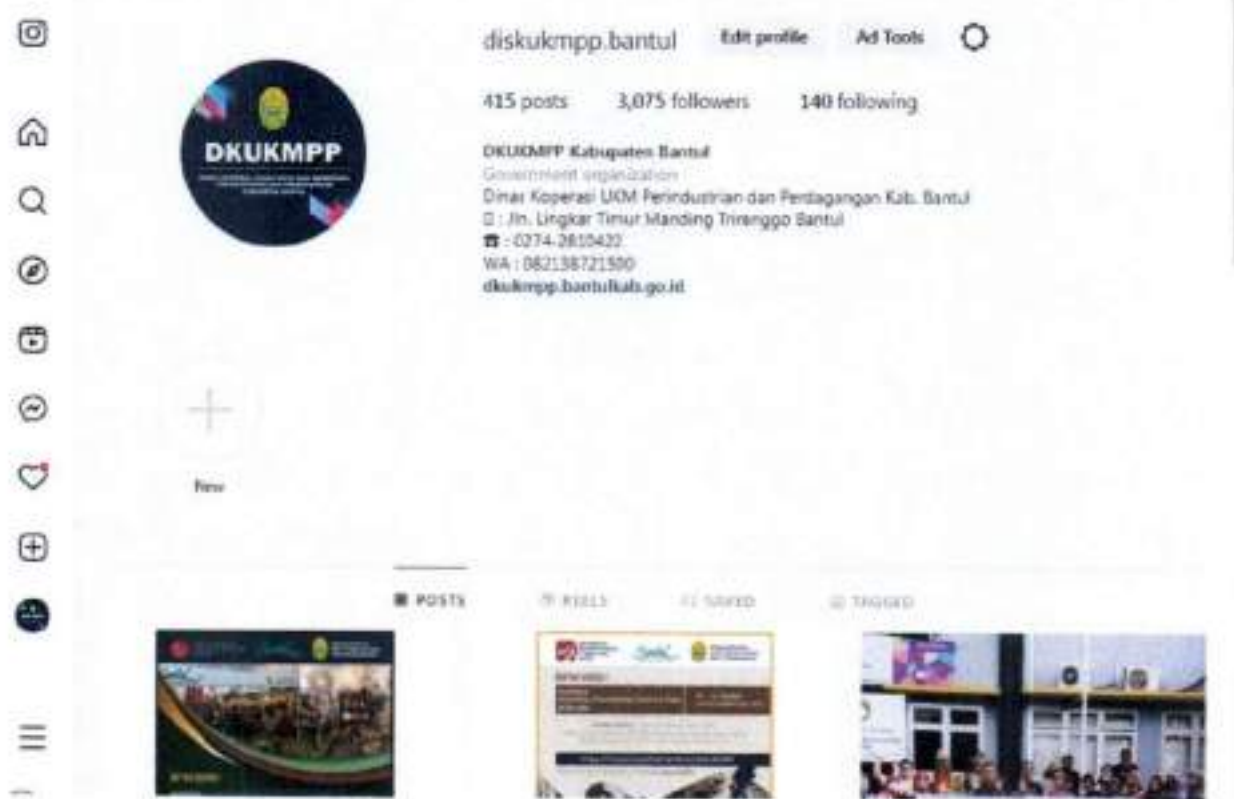 diskukmpp.bantul Edit profile Ad Tools
415 posts 3,075 followers 140 following
DKUKMPP
DKUKMPP Kabupaten Bantul
Government organization
Dinas Koperasi UKM Perindustrian dan Perdagangan Kab. Bantul
: Jln. Lingkar Timur Manding Trirenggo Bantul
☎ : 0274-2810422
WA : 082138721500
dkukmpp.bantulkab.go.id
New
POSTS REELS SAVED TAGGED